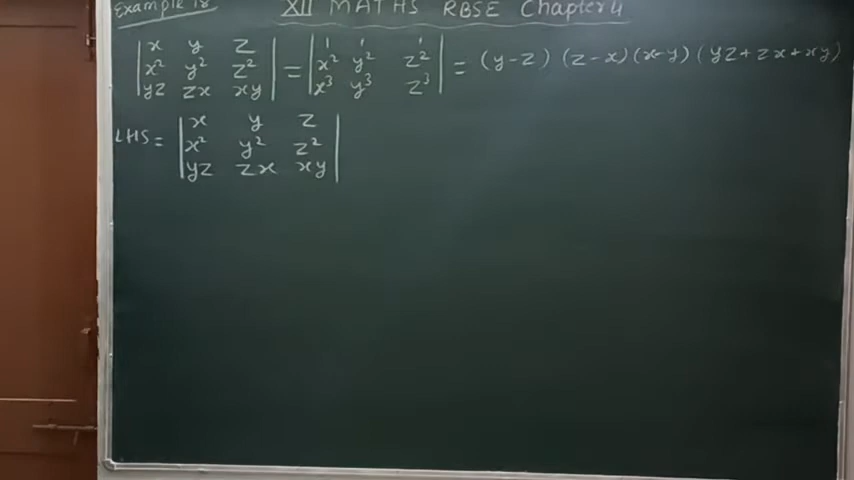 Example 18 XII MATHS RBSE Chapter 4
| x y z | = | 1 1 1 | = (y-z) (z-x) (x-y) (yz+zx+xy)
| x² y² z² | | x² y² z² |
| yz zx xy | | x³ y³ z³ |
LHS = | x y z |
| x² y² z² |
| yz zx xy |